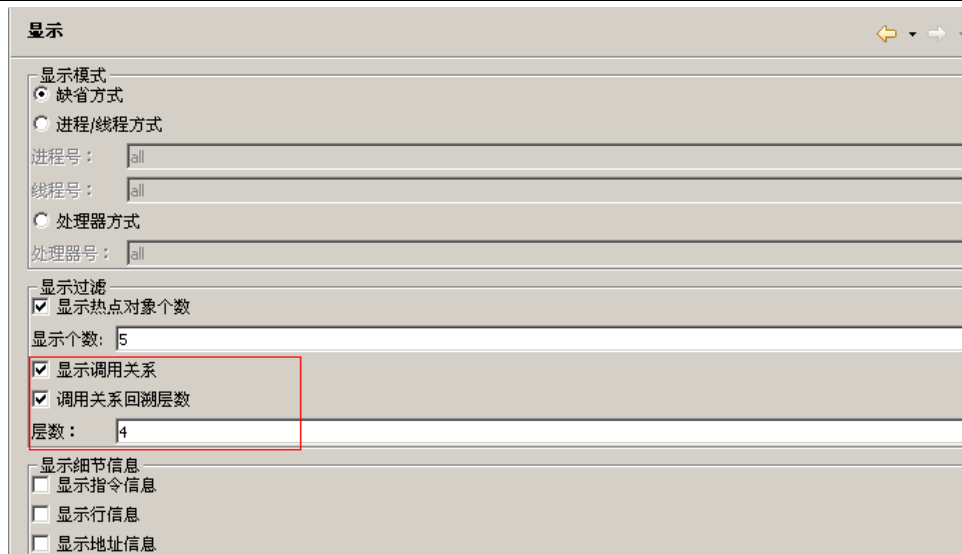 显示
显示模式
缺省方式
进程/线程方式
进程号： all
线程号： all
处理器方式
处理器号： all
显示过滤
显示热点对象个数
显示个数: 5
显示调用关系
调用关系回溯层数
层数： 4
显示细节信息
显示指令信息
显示行信息
显示地址信息